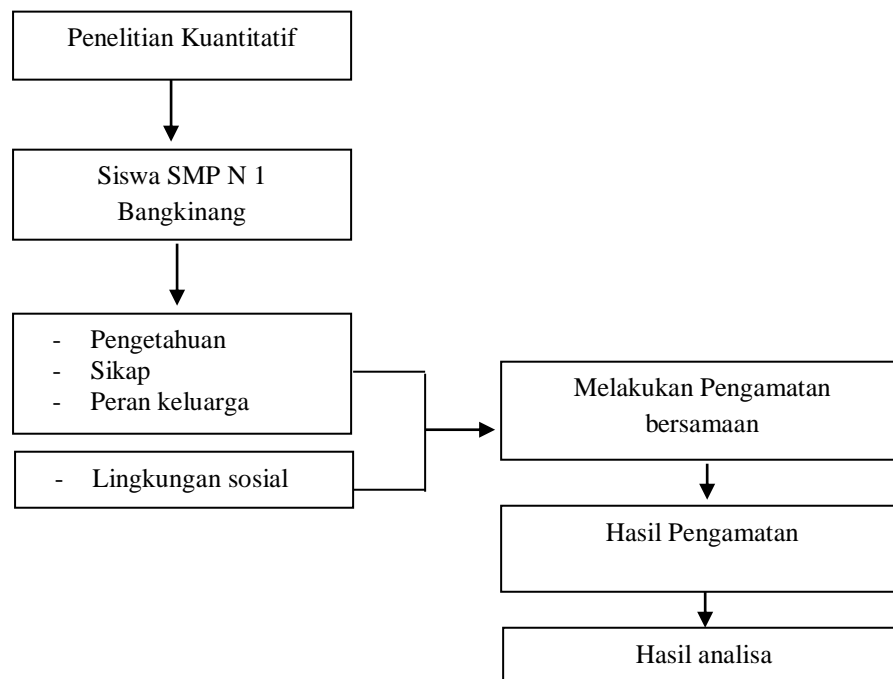 Penelitian Kuantitatif
Siswa SMP N 1
Bangkinang
- Pengetahuan
- Sikap
- Peran keluarga
- Lingkungan sosial
Melakukan Pengamatan
bersamaan
Hasil Pengamatan
Hasil analisa